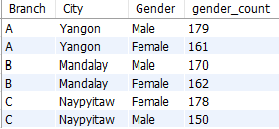 Branch City Gender gender_count
A Yangon Male 179
A Yangon Female 161
B Mandalay Male 170
B Mandalay Female 162
C Naypyitaw Female 178
C Naypyitaw Male 150